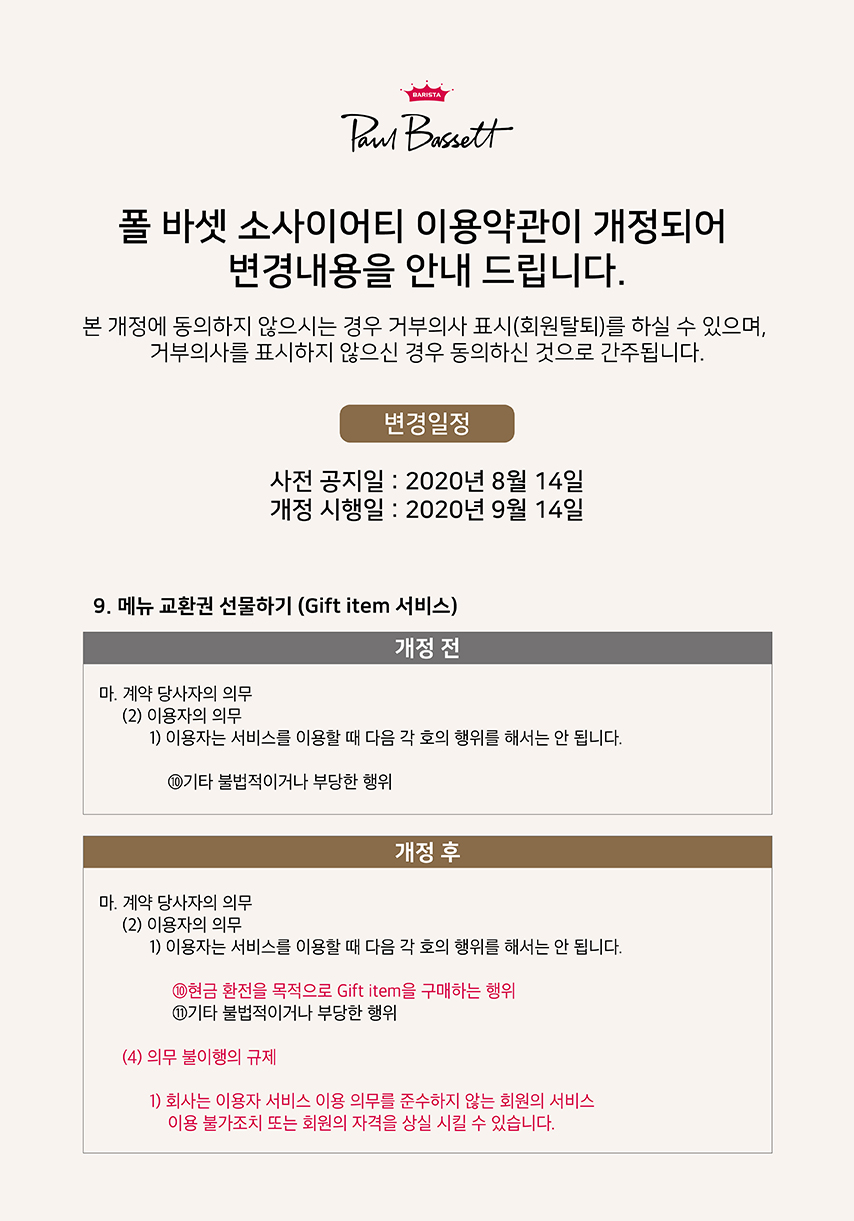 BARISTA
Paul Bassett
폴 바셋 소사이어티 이용약관이 개정되어
변경내용을 안내 드립니다.
본 개정에 동의하지 않으시는 경우 거부의사 표시(회원탈퇴)를 하실 수 있으며,
거부의사를 표시하지 않으신 경우 동의하신 것으로 간주됩니다.
변경일정
사전 공지일 : 2020년 8월 14일
개정 시행일 : 2020년 9월 14일
9. 메뉴 교환권 선물하기 (Gift item 서비스)
개정 전
마. 계약 당사자의 의무
(2) 이용자의 의무
1) 이용자는 서비스를 이용할 때 다음 각 호의 행위를 해서는 안 됩니다.
⑩기타 불법적이거나 부당한 행위
개정 후
마. 계약 당사자의 의무
(2) 이용자의 의무
1) 이용자는 서비스를 이용할 때 다음 각 호의 행위를 해서는 안 됩니다.
⑩현금 환전을 목적으로 Gift item을 구매하는 행위
⑪기타 불법적이거나 부당한 행위
(4) 의무 불이행의 규제
1) 회사는 이용자 서비스 이용 의무를 준수하지 않는 회원의 서비스
이용 불가조치 또는 회원의 자격을 상실 시킬 수 있습니다.